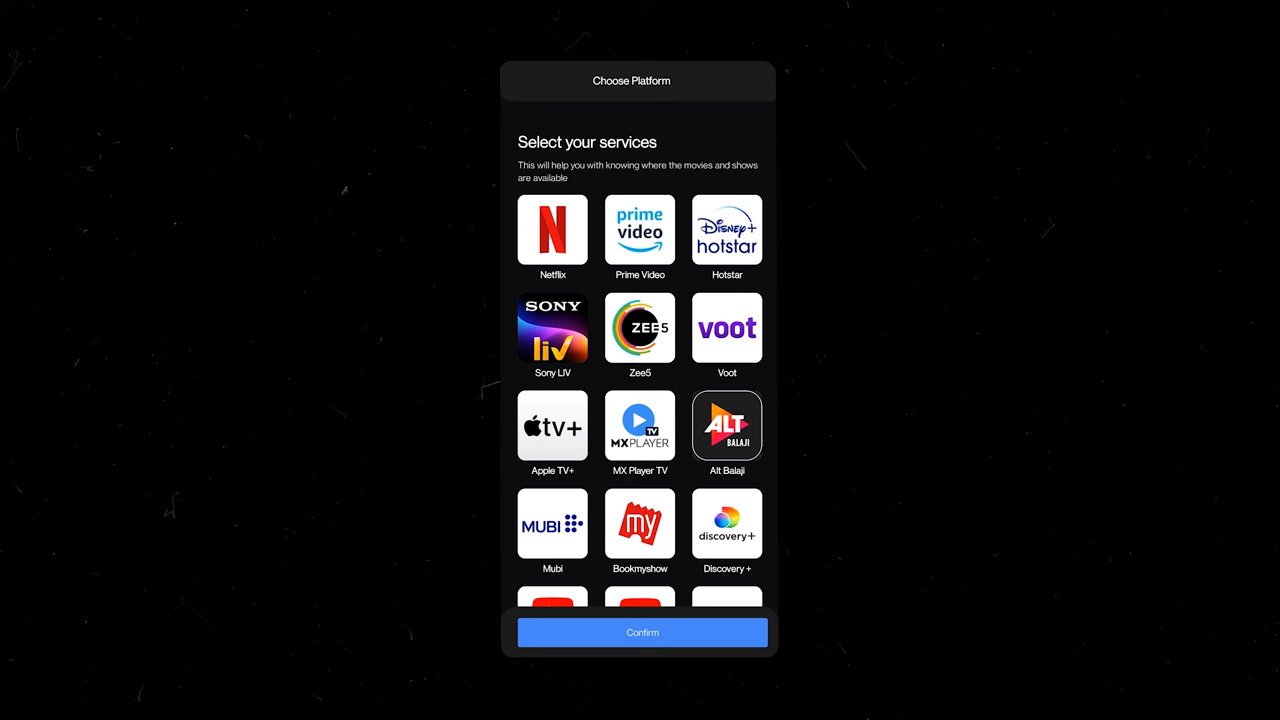 Choose Platform
Select your services
This will help you with knowing where the movies and shows
are available
N
prime
video
Disney+
hotstar
Netflix
Prime Video
Hotstar
SONY
liv
ZEE5
voot
Sony LIV
Zee5
Voot
tv+
MXPLAYER
TV
ALT
BALAJI
Apple TV+
MX Player TV
Alt Balaji
MUBI
my
discovery+
Mubi
Bookmyshow
Discovery +
Confirm